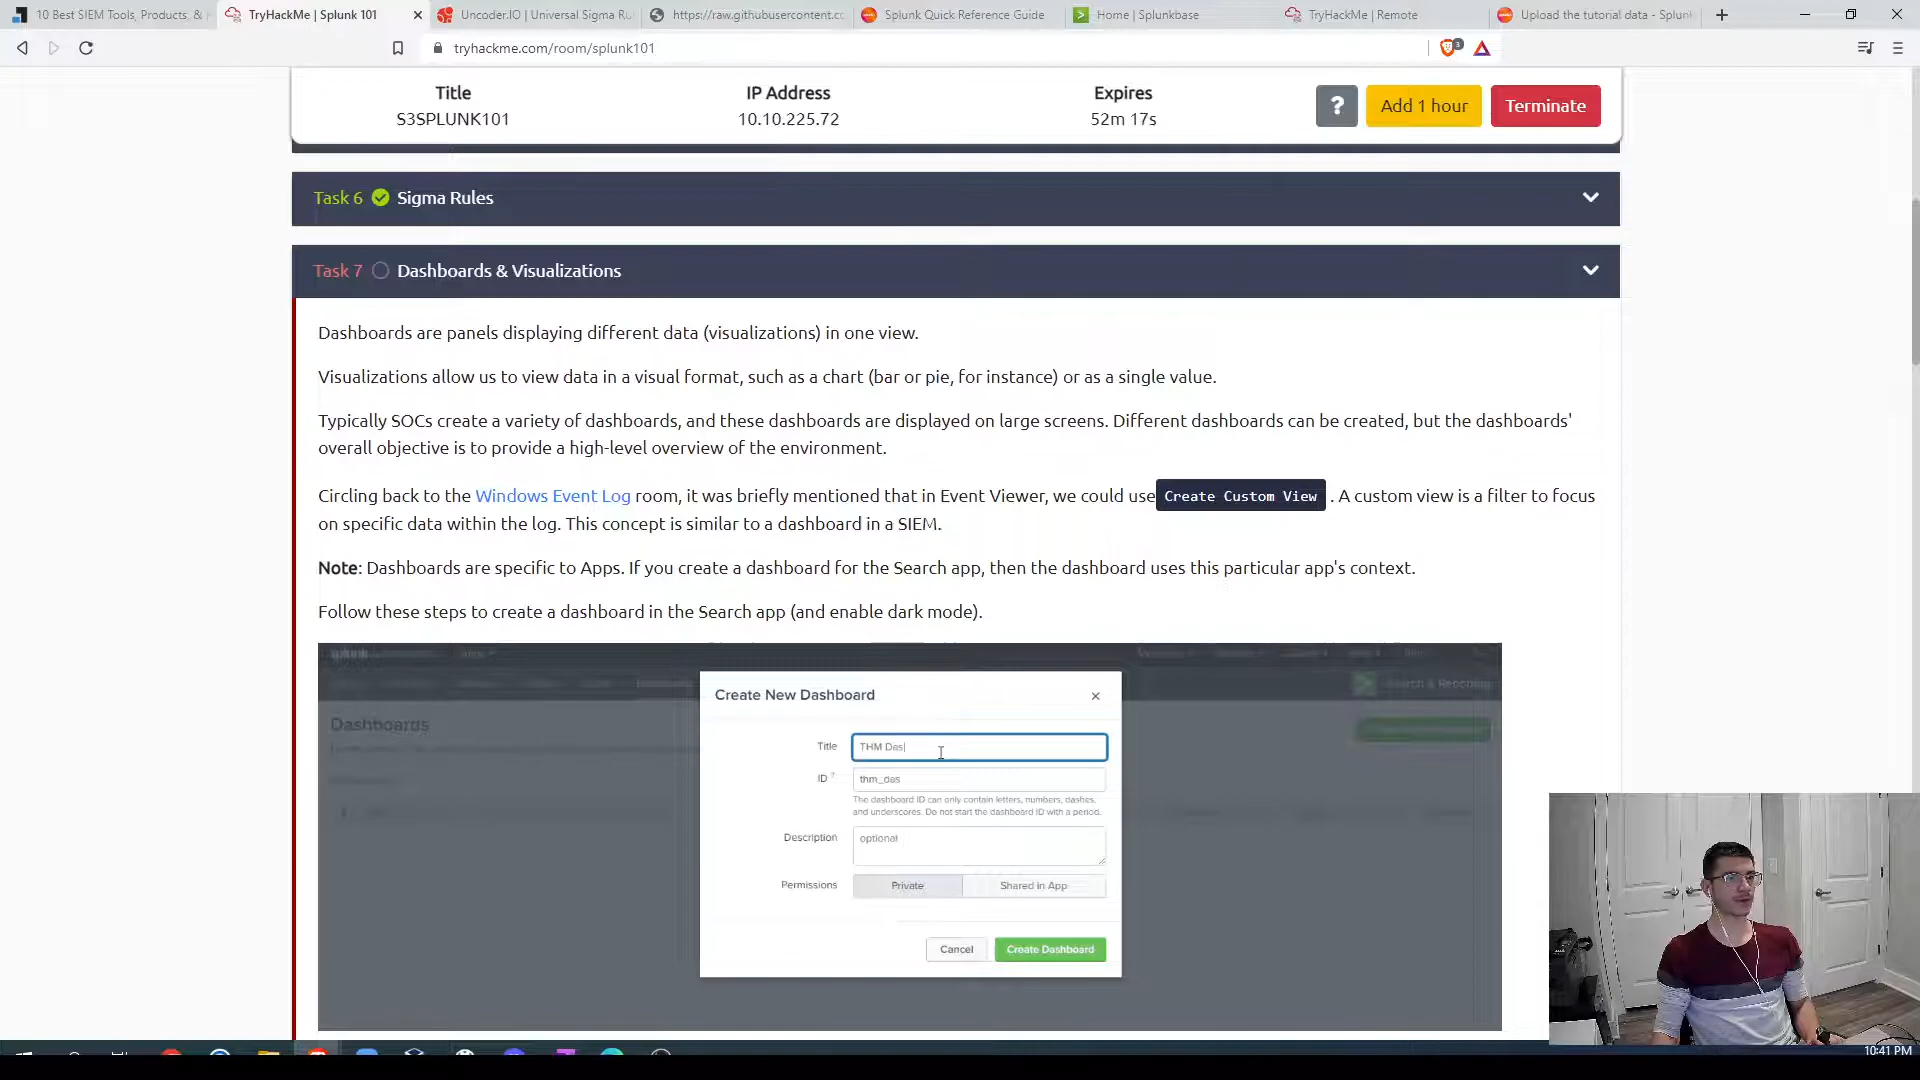 10 Best SIEM Tools, Products, &
TryHackMe | Splunk 101
Uncoder.IO | Universal Sigma Ru
https://raw.githubusercontent.cc
Splunk Quick Reference Guide
Home | Splunkbase
TryHackMe | Remote
Upload the tutorial data - Splunk
tryhackme.com/room/splunk101
3
Title
IP Address
Expires
S3SPLUNK101
10.10.225.72
52m 17s
?
Add 1 hour
Terminate
Task 6
Sigma Rules
Task 7
Dashboards & Visualizations
Dashboards are panels displaying different data (visualizations) in one view.
Visualizations allow us to view data in a visual format, such as a chart (bar or pie, for instance) or as a single value.
Typically SOCs create a variety of dashboards, and these dashboards are displayed on large screens. Different dashboards can be created, but the dashboards'
overall objective is to provide a high-level overview of the environment.
Circling back to the Windows Event Log room, it was briefly mentioned that in Event Viewer, we could use Create Custom View . A custom view is a filter to focus
on specific data within the log. This concept is similar to a dashboard in a SIEM.
Note: Dashboards are specific to Apps. If you create a dashboard for the Search app, then the dashboard uses this particular app's context.
Follow these steps to create a dashboard in the Search app (and enable dark mode).
Search & Reporting
Dashboards
Create New Dashboard
Title
THM Das
ID ?
thm_das
The dashboard ID can only contain letters, numbers, dashes,
and underscores. Do not start the dashboard ID with a period.
Description
optional
Permissions
Private
Shared in App
Cancel
Create Dashboard
10:41 PM